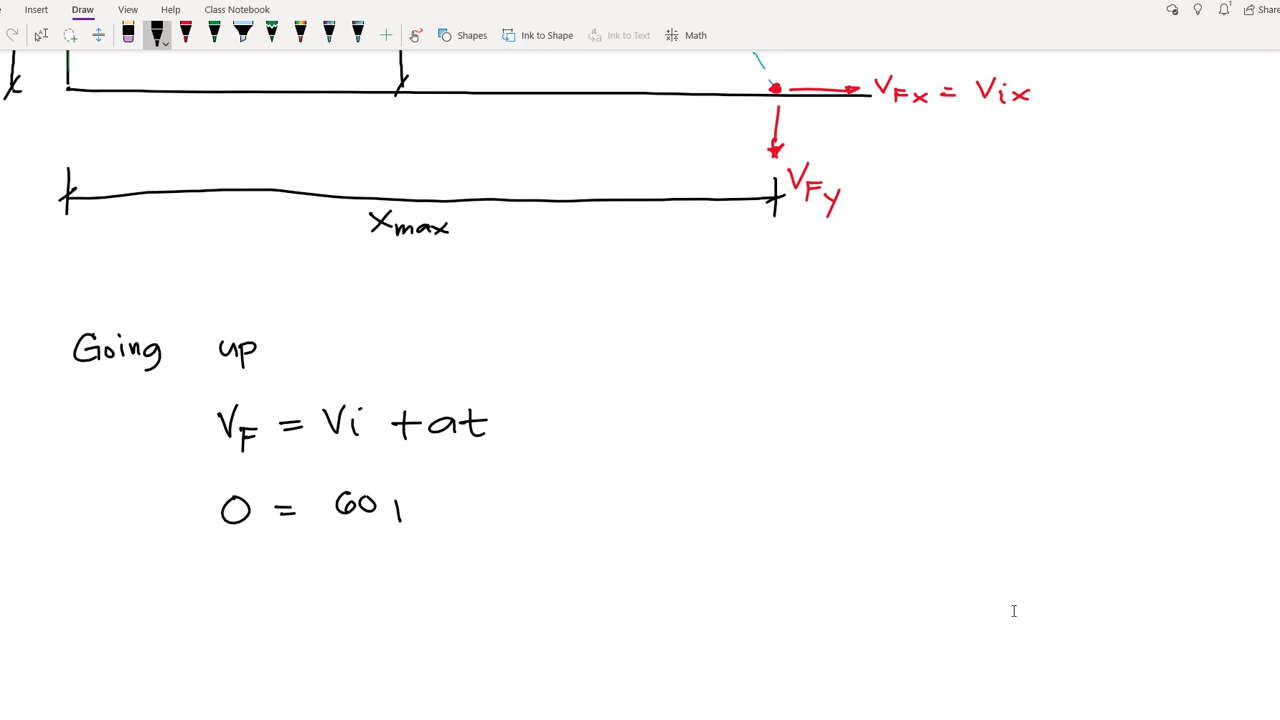 Insert Draw View Help Class Notebook 1 Share
Shapes Ink to Shape Ink to Text Math
VFx = Vix
VFy
Xmax
Going up
VF = Vi + at
0 = 60